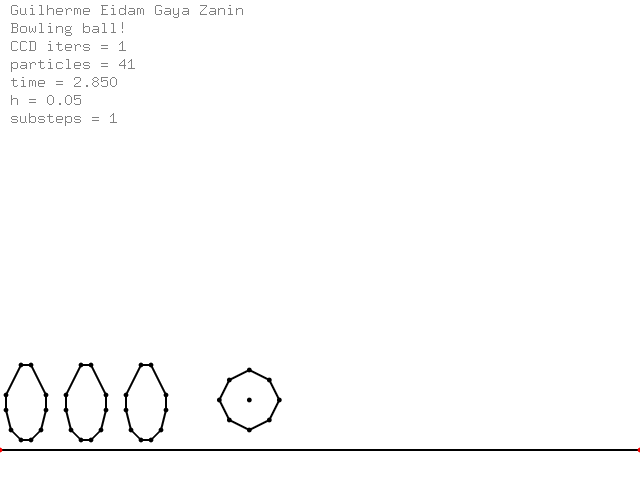 Guilherme Eidam Gaya Zanin
Bowling ball!
CCD iters = 1
particles = 41
time = 2.850
h = 0.05
substeps = 1